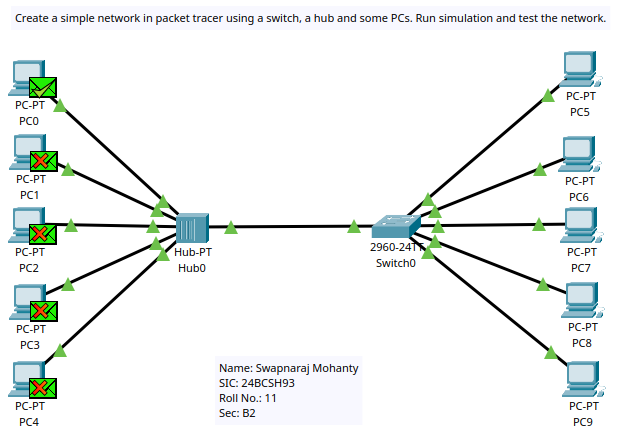 Create a simple network in packet tracer using a switch, a hub and some PCs. Run simulation and test the network.
PC-PT
PC0
PC-PT
PC1
PC-PT
PC2
PC-PT
PC3
PC-PT
PC4
Hub-PT
Hub0
2960-24TT
Switch0
PC-PT
PC5
PC-PT
PC6
PC-PT
PC7
PC-PT
PC8
PC-PT
PC9
Name: Swapnaraj Mohanty
SIC: 24BCSH93
Roll No.: 11
Sec: B2